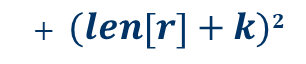 + (len[r] + k)²